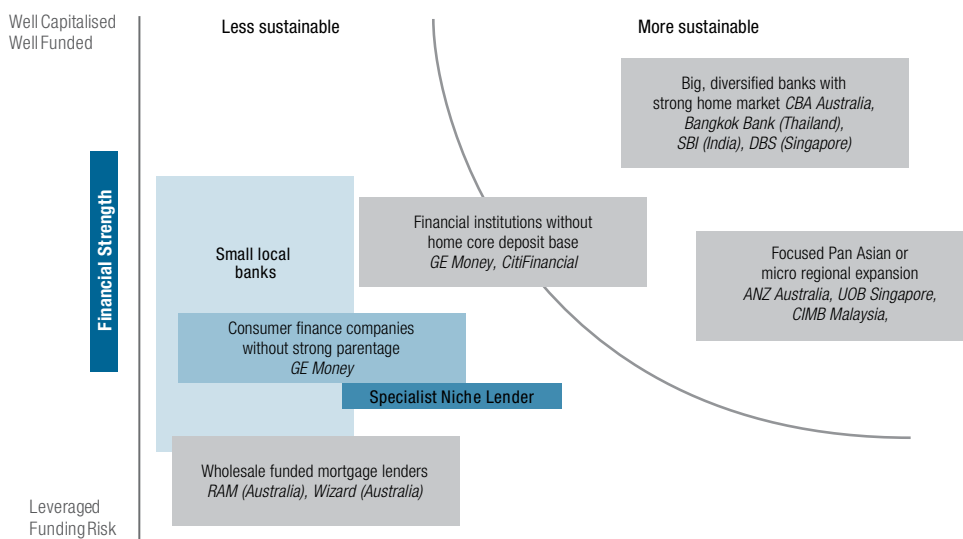 Well Capitalised
Well Funded
Less sustainable
More sustainable
Big, diversified banks with
strong home market CBA Australia,
Bangkok Bank (Thailand),
SBI (India), DBS (Singapore)
Financial Strength
Small local
banks
Financial institutions without
home core deposit base
GE Money, CitiFinancial
Focused Pan Asian or
micro regional expansion
ANZ Australia, UOB Singapore,
CIMB Malaysia,
Consumer finance companies
without strong parentage
GE Money
Specialist Niche Lender
Wholesale funded mortgage lenders
RAM (Australia), Wizard (Australia)
Leveraged
Funding Risk